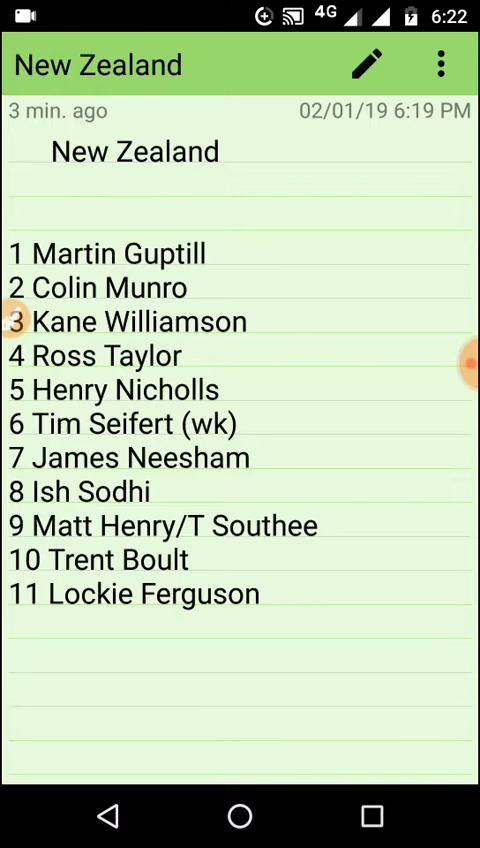 4G 6:22
New Zealand
3 min. ago 02/01/19 6:19 PM
New Zealand
1 Martin Guptill
2 Colin Munro
3 Kane Williamson
4 Ross Taylor
5 Henry Nicholls
6 Tim Seifert (wk)
7 James Neesham
8 Ish Sodhi
9 Matt Henry/T Southee
10 Trent Boult
11 Lockie Ferguson